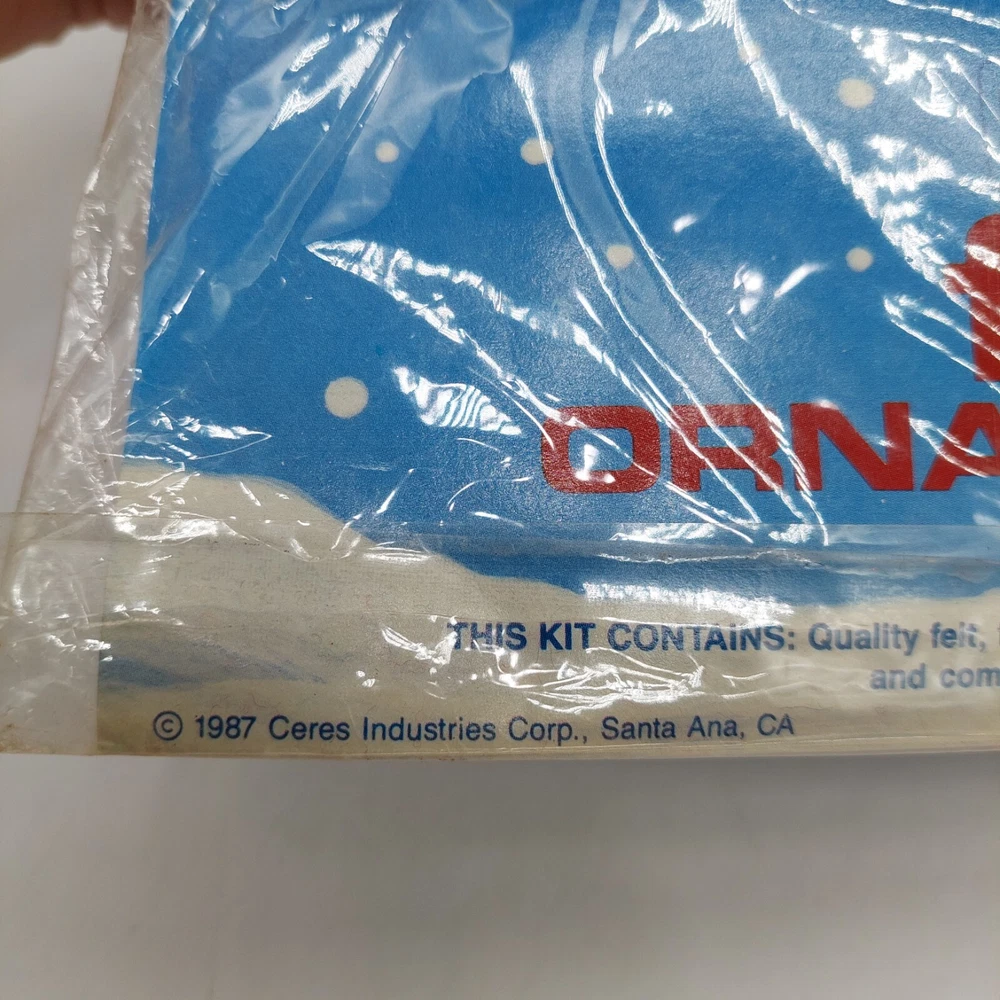 ORNA
THIS KIT CONTAINS: Quality felt,
and com
© 1987 Ceres Industries Corp., Santa Ana, CA